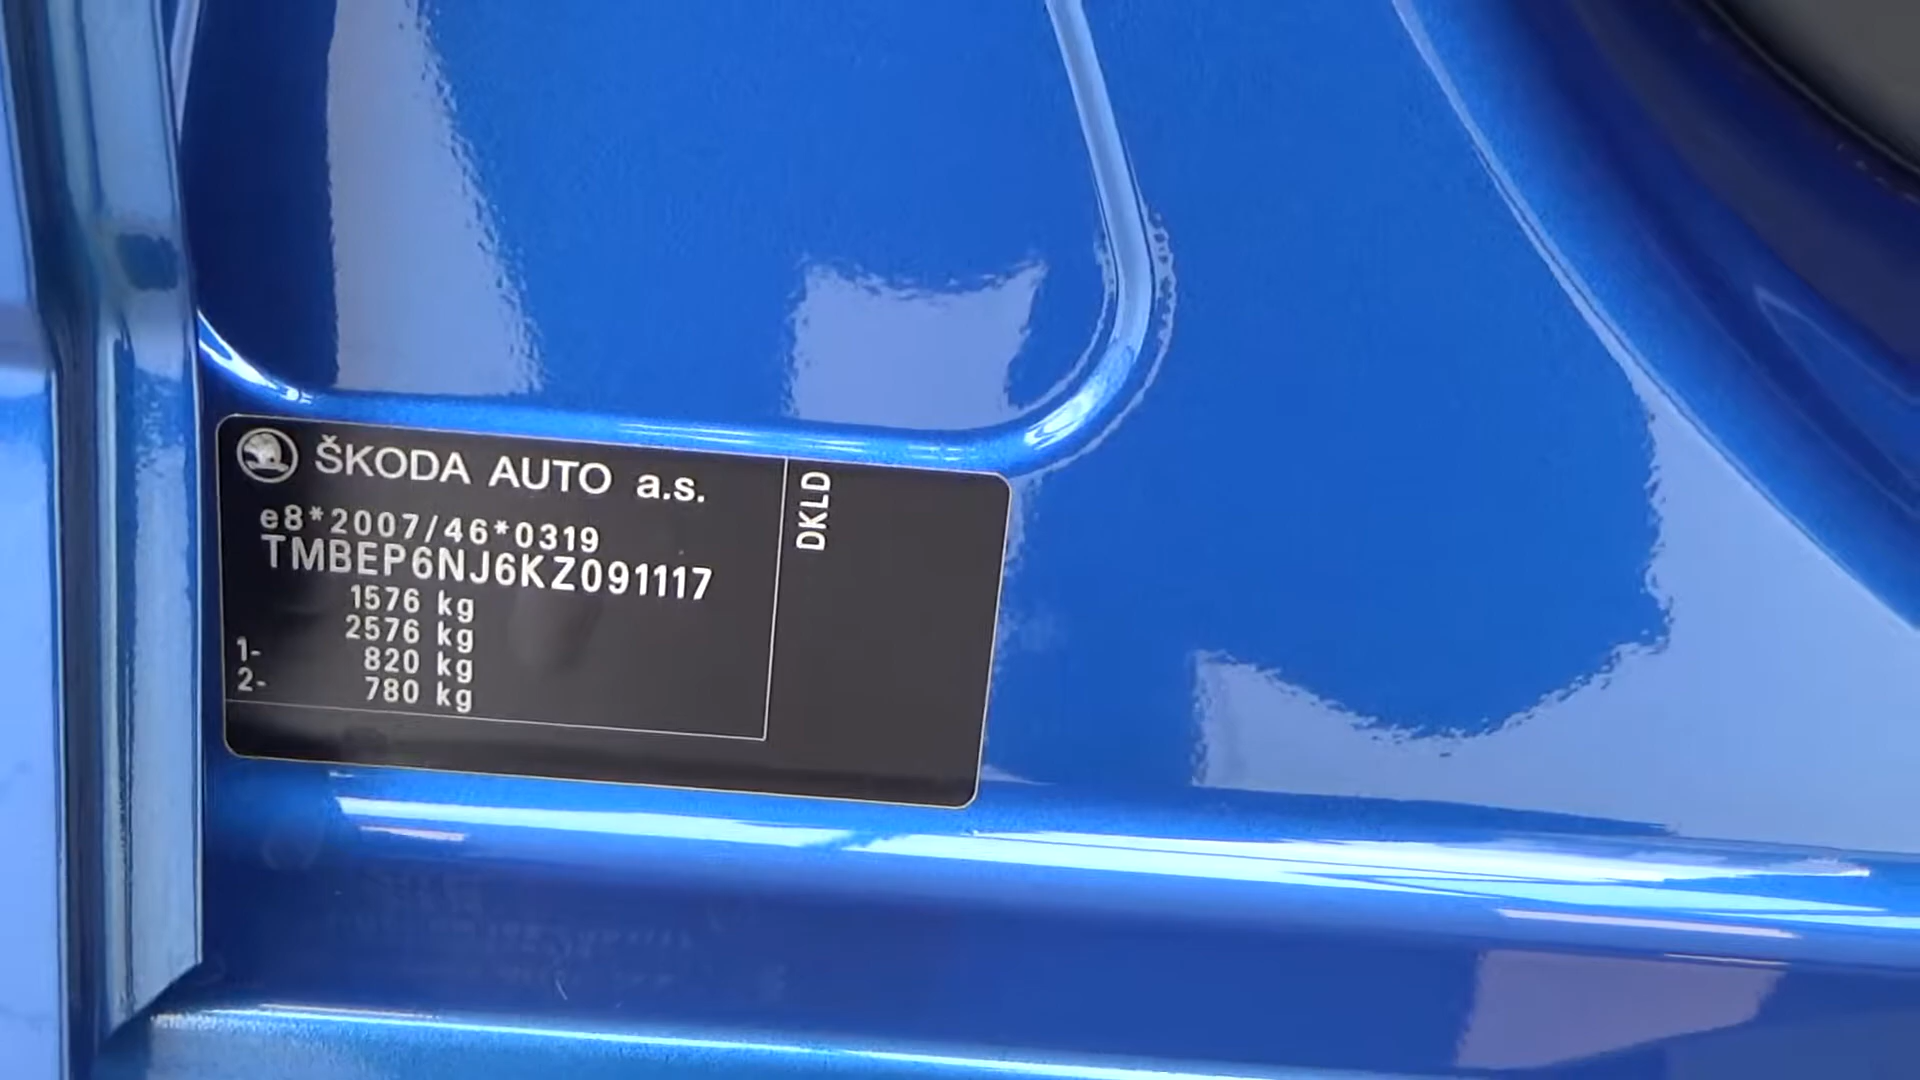 ŠKODA AUTO a.s.
e8*2007/46*0319
TMBEP6NJ6KZ091117
1576 kg
2576 kg
1- 820 kg
2- 780 kg
DKLD